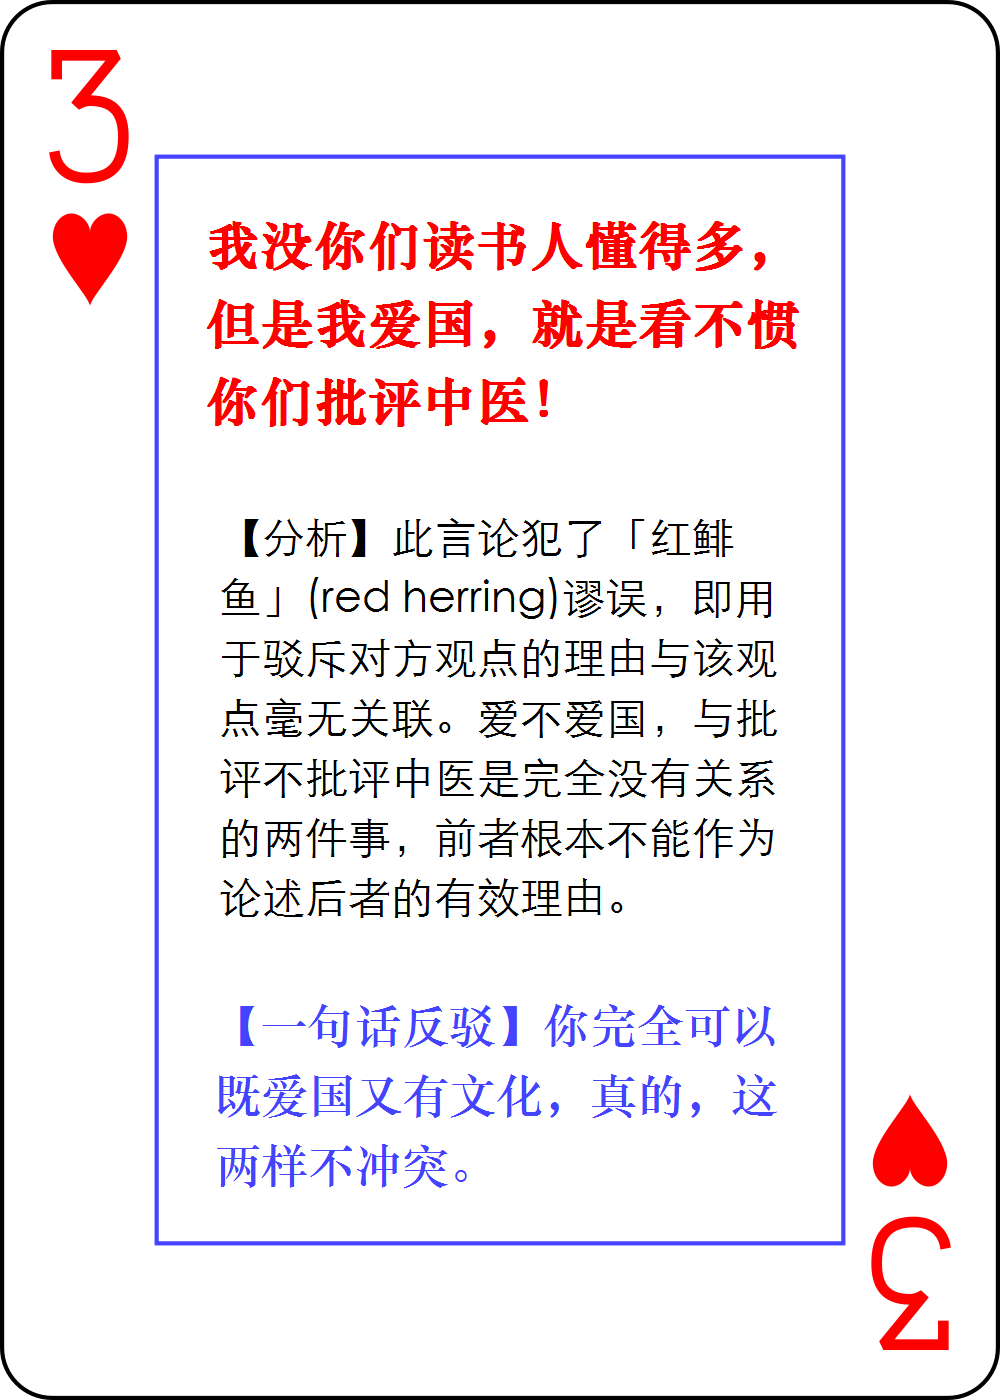 3
我没你们读书人懂得多，
但是我爱国，就是看不惯
你们批评中医！
【分析】此言论犯了「红鲱
鱼」(red herring)谬误，即用
于驳斥对方观点的理由与该观
点毫无关联。爱不爱国，与批
评不批评中医是完全没有关系
的两件事，前者根本不能作为
论述后者的有效理由。
【一句话反驳】你完全可以
既爱国又有文化，真的，这
两样不冲突。
3